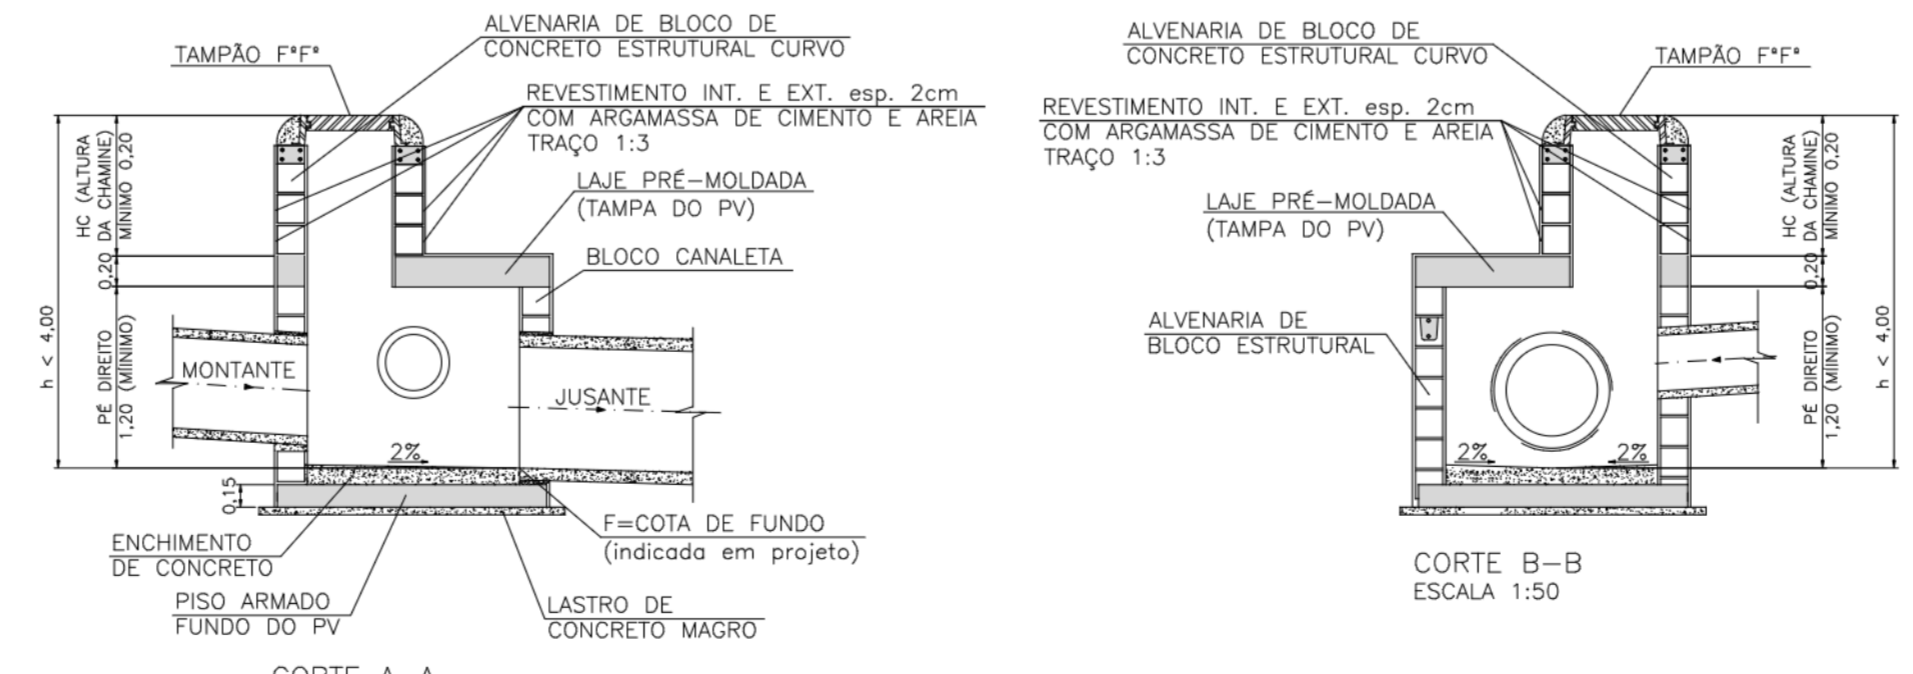 ALVENARIA DE BLOCO DE
CONCRETO ESTRUTURAL CURVO
TAMPÃO FºFº
REVESTIMENTO INT. E EXT. esp. 2cm
COM ARGAMASSA DE CIMENTO E AREIA
TRAÇO 1:3
LAJE PRÉ-MOLDADA
(TAMPA DO PV)
BLOCO CANALETA
HC (ALTURA
DA CHAMINE)
MÍNIMO 0,20
0,20
h < 4,00
PÉ DIREITO
1,20 (MÍNIMO)
MONTANTE
JUSANTE
2%
0,15
F=COTA DE FUNDO
(indicada em projeto)
ENCHIMENTO
DE CONCRETO
PISO ARMADO
FUNDO DO PV
LASTRO DE
CONCRETO MAGRO
CORTE A-A
ALVENARIA DE BLOCO DE
CONCRETO ESTRUTURAL CURVO
TAMPÃO FºFº
REVESTIMENTO INT. E EXT. esp. 2cm
COM ARGAMASSA DE CIMENTO E AREIA
TRAÇO 1:3
LAJE PRÉ-MOLDADA
(TAMPA DO PV)
HC (ALTURA
DA CHAMINE)
MÍNIMO 0,20
0,20
ALVENARIA DE
BLOCO ESTRUTURAL
PÉ DIREITO
1,20 (MÍNIMO)
h < 4,00
2%
2%
CORTE B-B
ESCALA 1:50